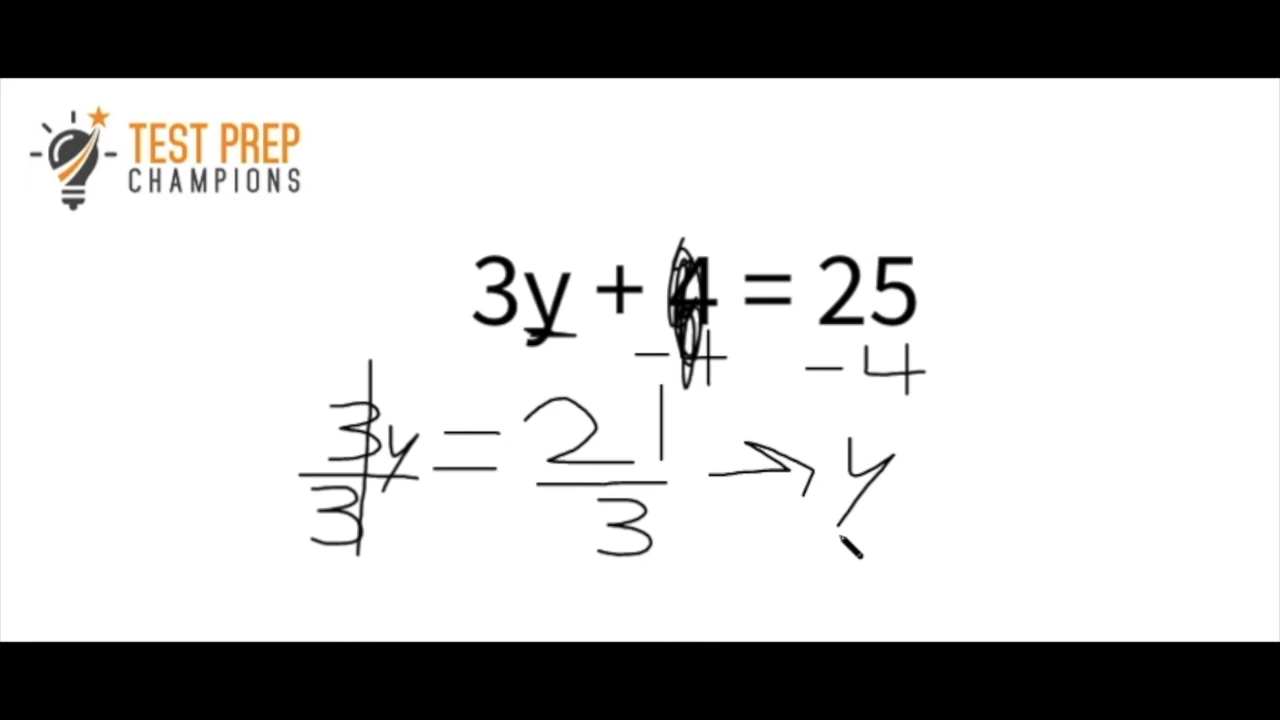 TEST PREP
CHAMPIONS
3y + 4 = 25
- 4 - 4
3y/3 = 21/3 → y